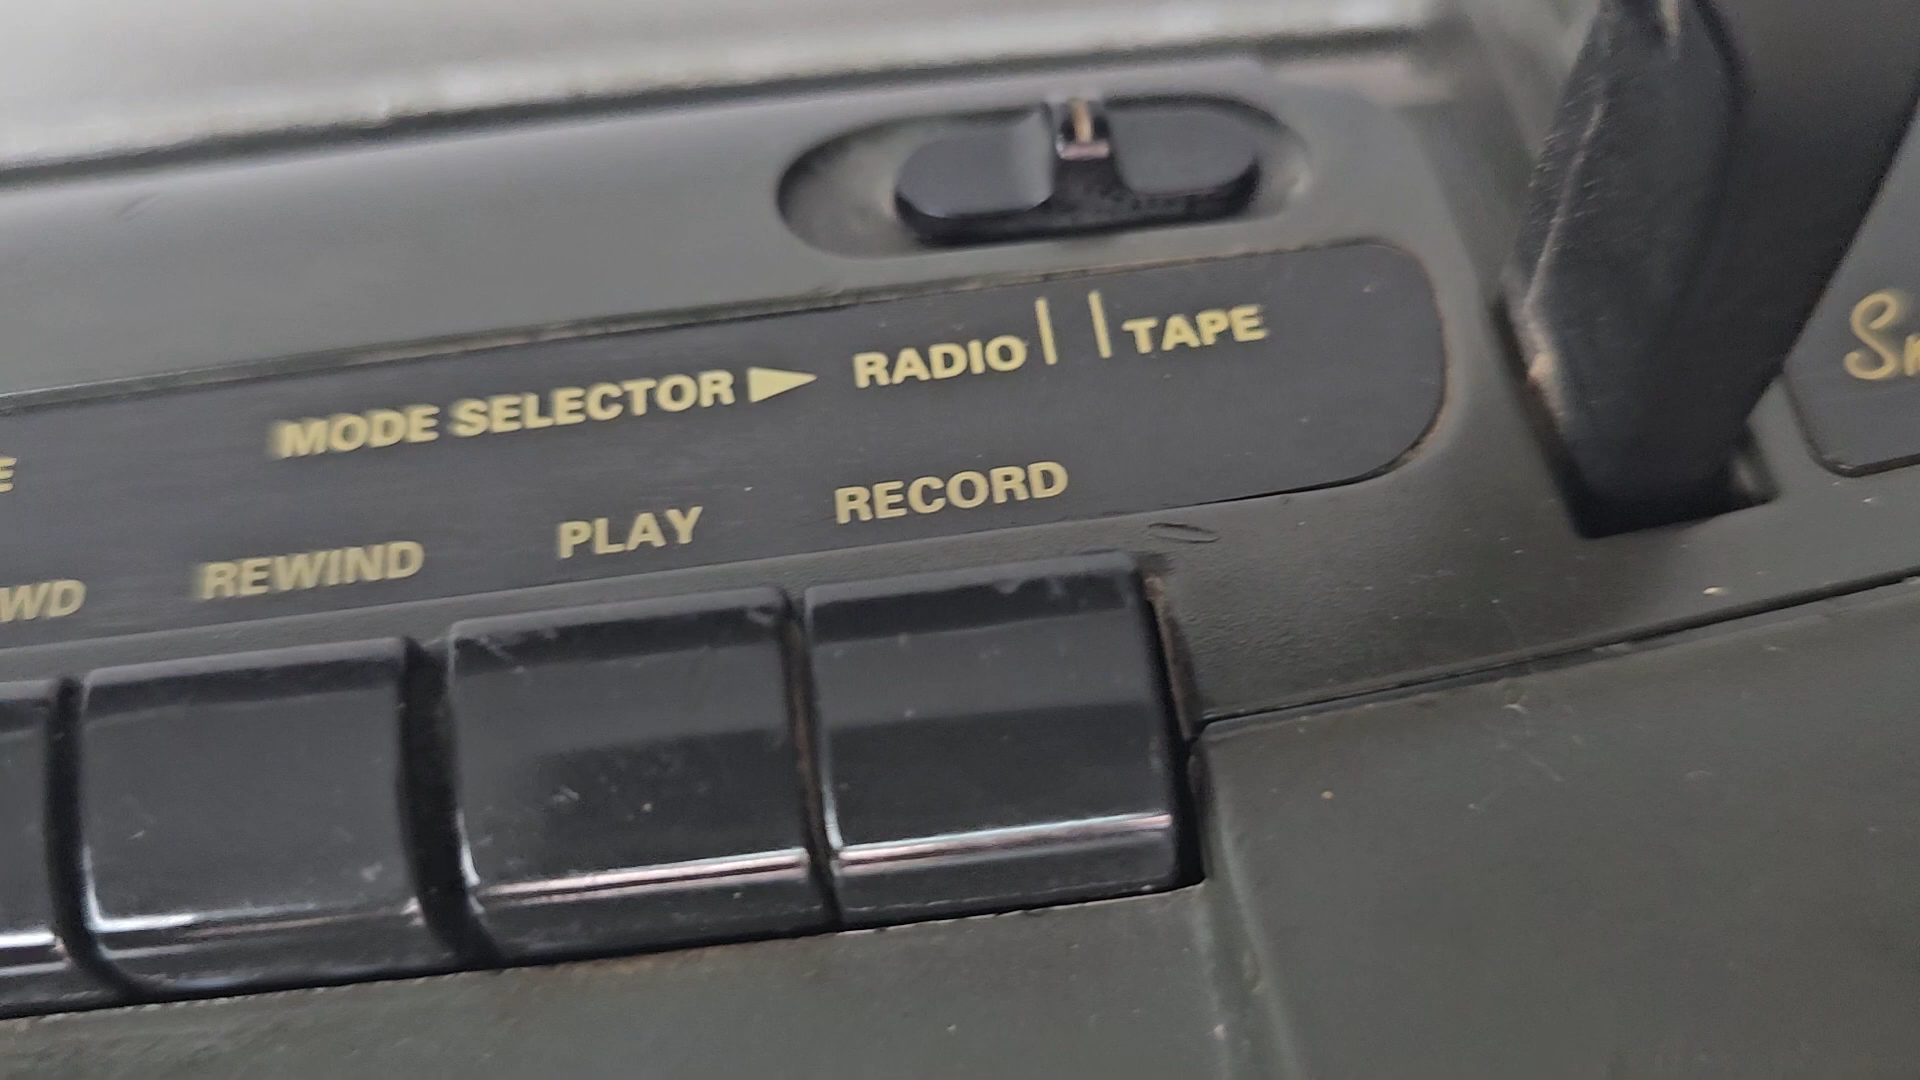 MODE SELECTOR ► RADIO | | TAPE
REWIND PLAY RECORD